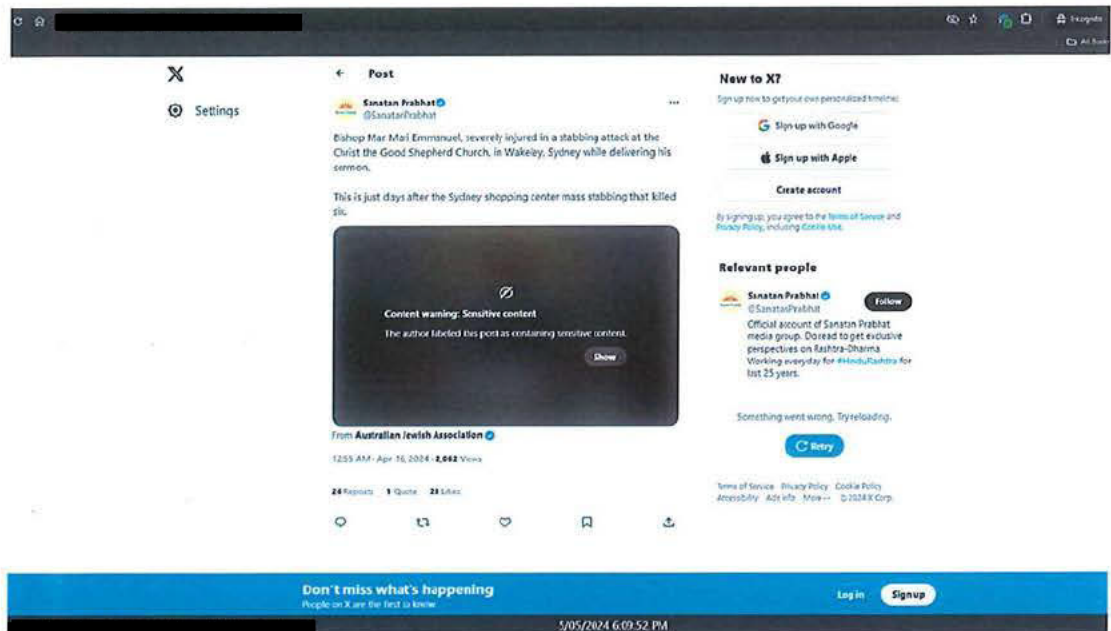 Incognito
All Book
Settings
Post
Sanatan Prabhat
@SanatanPrabhat
Bishop Mar Mari Emmanuel, severely injured in a stabbing attack at the
Christ the Good Shepherd Church, in Wakeley, Sydney while delivering his
sermon.
This is just days after the Sydney shopping center mass stabbing that killed
six.
Content warning: Sensitive content
The author labeled this post as containing sensitive content.
Show
From Australian Jewish Association
12:55 AM · Apr 16, 2024 · 2,062 Views
Reposts 1 Quote Likes
New to X?
Sign up now to get your own personalized timeline!
Sign up with Google
Sign up with Apple
Create account
By signing up, you agree to the Terms of Service and
Privacy Policy, including Cookie Use.
Relevant people
Sanatan Prabhat
@SanatanPrabhat
Follow
Official account of Sanatan Prabhat
media group. Do read to get exclusive
perspectives on Rashtra-Dharma
Working everyday for #HinduRashtra for
last 25 years.
Something went wrong. Try reloading.
Retry
Terms of Service Privacy Policy Cookie Policy
Accessibility Ads info More ··· © 2024 X Corp.
Don't miss what's happening
People on X are the first to know.
Log in
Sign up
5/05/2024 6:09:52 PM